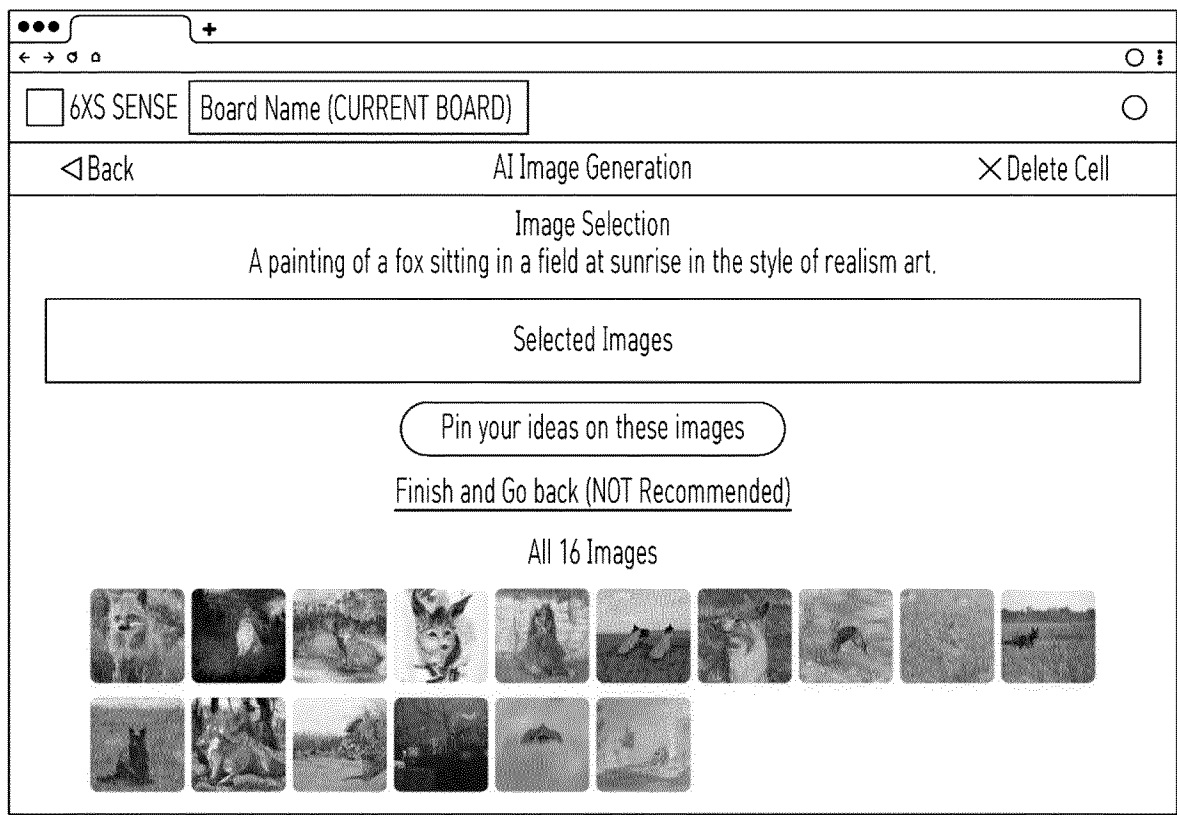 6XS SENSE Board Name (CURRENT BOARD)
Back AI Image Generation Delete Cell
Image Selection
A painting of a fox sitting in a field at sunrise in the style of realism art.
Selected Images
Pin your ideas on these images
Finish and Go back (NOT Recommended)
All 16 Images